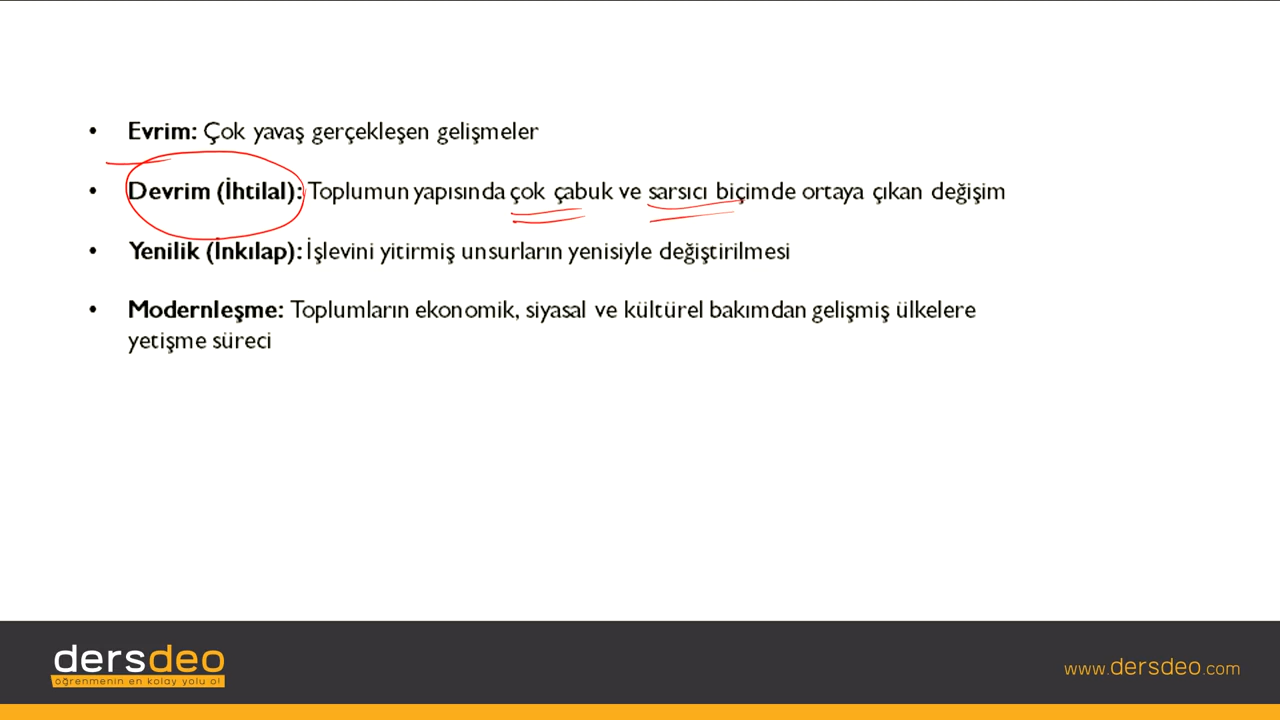 • Evrim: Çok yavaş gerçekleşen gelişmeler
• Devrim (İhtilal): Toplumun yapısında çok çabuk ve sarsıcı biçimde ortaya çıkan değişim
• Yenilik (İnkılap): İşlevini yitirmiş unsurların yenisiyle değiştirilmesi
• Modernleşme: Toplumların ekonomik, siyasal ve kültürel bakımdan gelişmiş ülkelere
yetişme süreci
dersdeo
öğrenmenin en kolay yolu o!
www.dersdeo.com